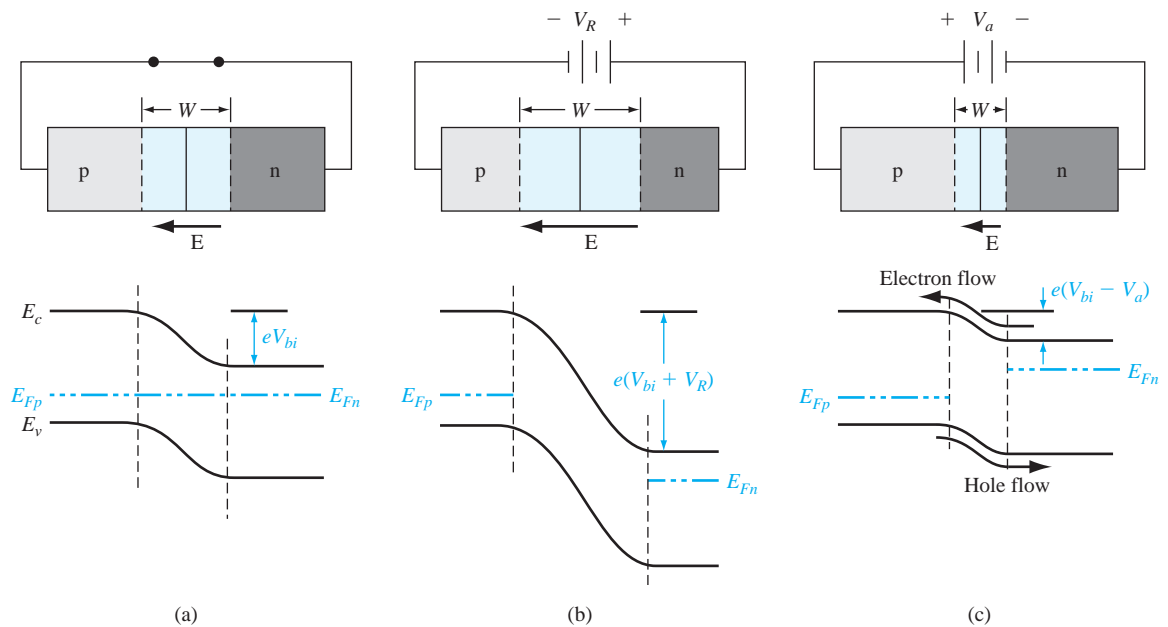 − V_R +
+ V_a −
W
W
W
p
n
p
n
p
n
E
E
E
Electron flow
e(V_bi − V_a)
E_c
eV_bi
e(V_bi + V_R)
E_Fp
E_Fn
E_Fp
E_Fn
E_Fp
E_Fn
E_v
Hole flow
(a)
(b)
(c)